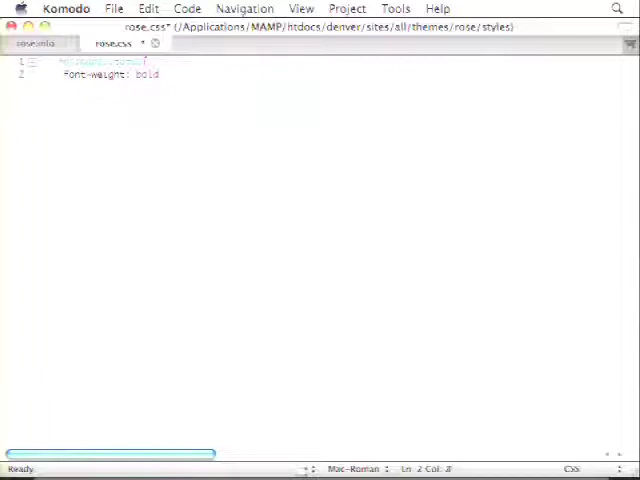 Komodo File Edit Code Navigation View Project Tools Help
rose.css* (/Applications/MAMP/htdocs/denver/sites/all/themes/rose/styles)
rose.info rose.css *
1
2 font-weight: bold
Ready Mac-Roman Ln: 2 Col: CSS